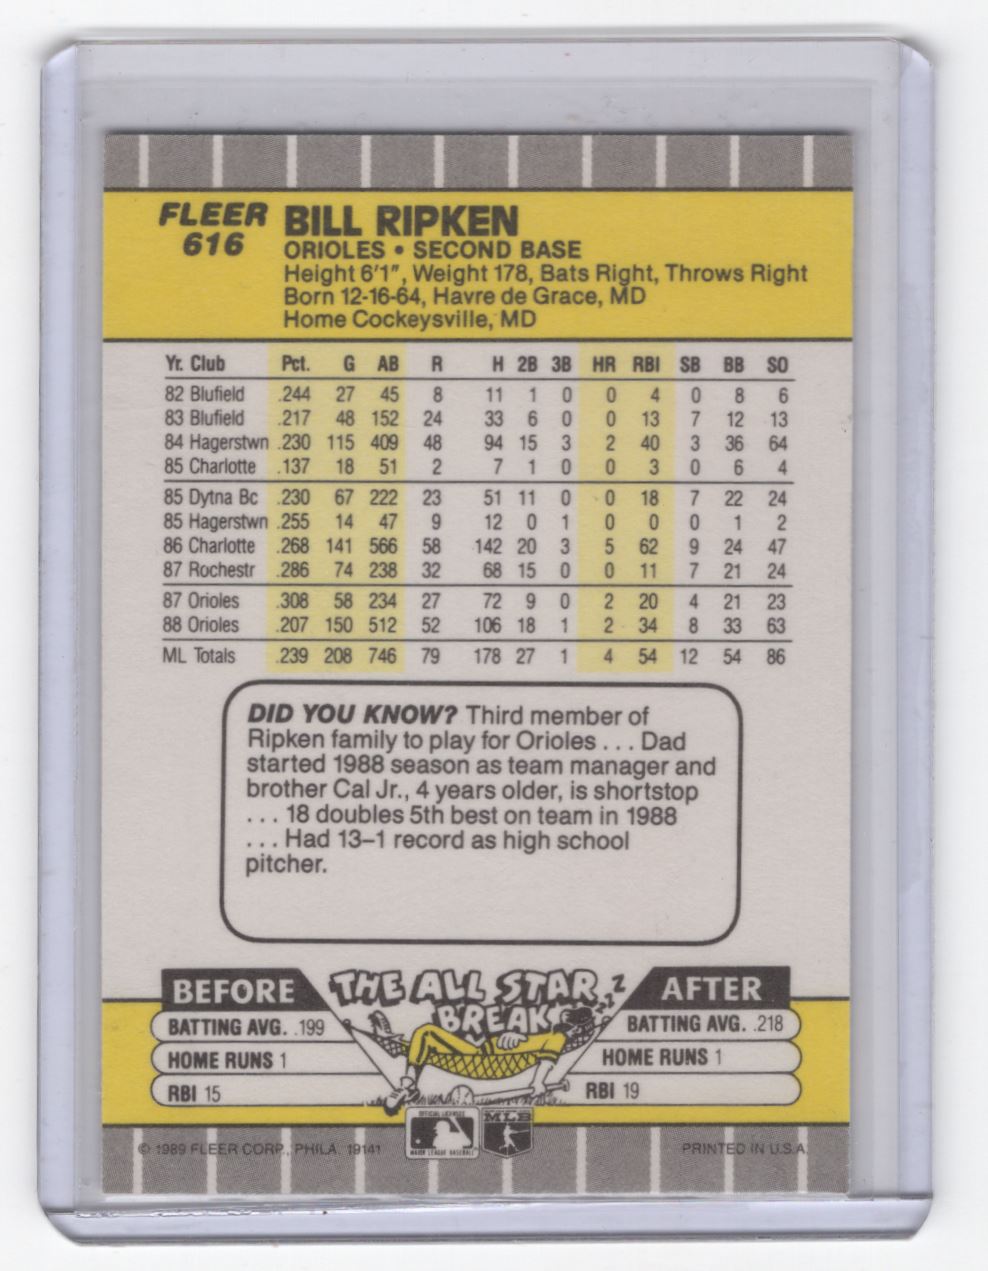 FLEER
616
BILL RIPKEN
ORIOLES • SECOND BASE
Height 6'1", Weight 178, Bats Right, Throws Right
Born 12-16-64, Havre de Grace, MD
Home Cockeysville, MD
Yr. Club Pct. G AB R H 2B 3B HR RBI SB BB SO
82 Blufield .244 27 45 8 11 1 0 0 4 0 8 6
83 Blufield .217 48 152 24 33 6 0 0 13 7 12 13
84 Hagerstwn .230 115 409 48 94 15 3 2 40 3 36 64
85 Charlotte .137 18 51 2 7 1 0 0 3 0 6 4
85 Dytna Bc .230 67 222 23 51 11 0 0 18 7 22 24
85 Hagerstwn .255 14 47 9 12 0 1 0 0 0 1 2
86 Charlotte .268 141 566 58 142 20 3 5 62 9 24 47
87 Rochestr .286 74 238 32 68 15 0 0 11 7 21 24
87 Orioles .308 58 234 27 72 9 0 2 20 4 21 23
88 Orioles .207 150 512 52 106 18 1 2 34 8 33 63
ML Totals .239 208 746 79 178 27 1 4 54 12 54 86
DID YOU KNOW? Third member of
Ripken family to play for Orioles . . . Dad
started 1988 season as team manager and
brother Cal Jr., 4 years older, is shortstop
. . . 18 doubles 5th best on team in 1988
. . . Had 13–1 record as high school
pitcher.
THE ALL STAR
BREAK
ZZZ
BEFORE
BATTING AVG. .199
HOME RUNS 1
RBI 15
AFTER
BATTING AVG. .218
HOME RUNS 1
RBI 19
OFFICIAL LICENSEE
MAJOR LEAGUE BASEBALL
MLB
© 1989 FLEER CORP., PHILA. 19141
PRINTED IN U.S.A.